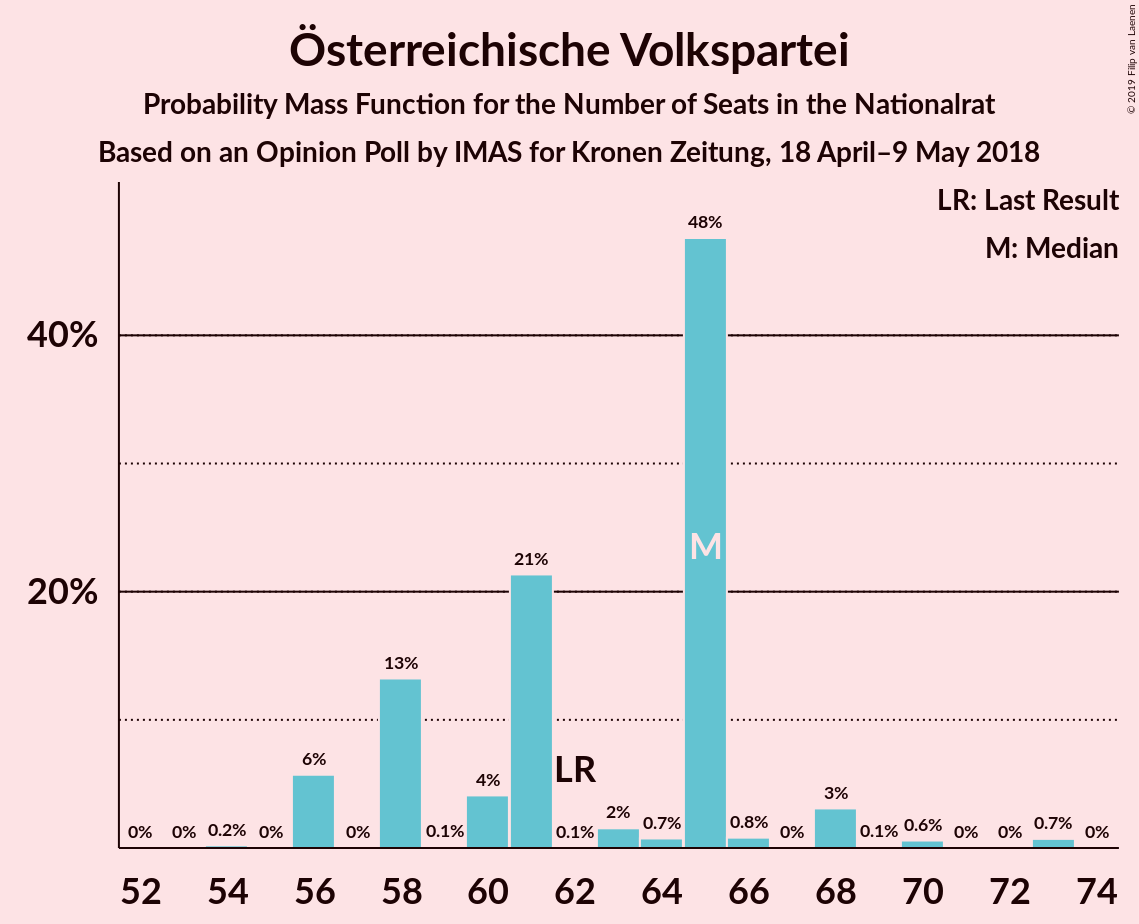 Österreichische Volkspartei
Probability Mass Function for the Number of Seats in the Nationalrat
Based on an Opinion Poll by IMAS for Kronen Zeitung, 18 April–9 May 2018
© 2019 Filip van Laenen
LR: Last Result
M: Median
40%
20%
0%
0%
0.2%
0%
6%
0%
13%
0.1%
4%
21%
0.1%
LR
2%
0.7%
48%
M
0.8%
0%
3%
0.1%
0.6%
0%
0%
0.7%
0%
52 54 56 58 60 62 64 66 68 70 72 74